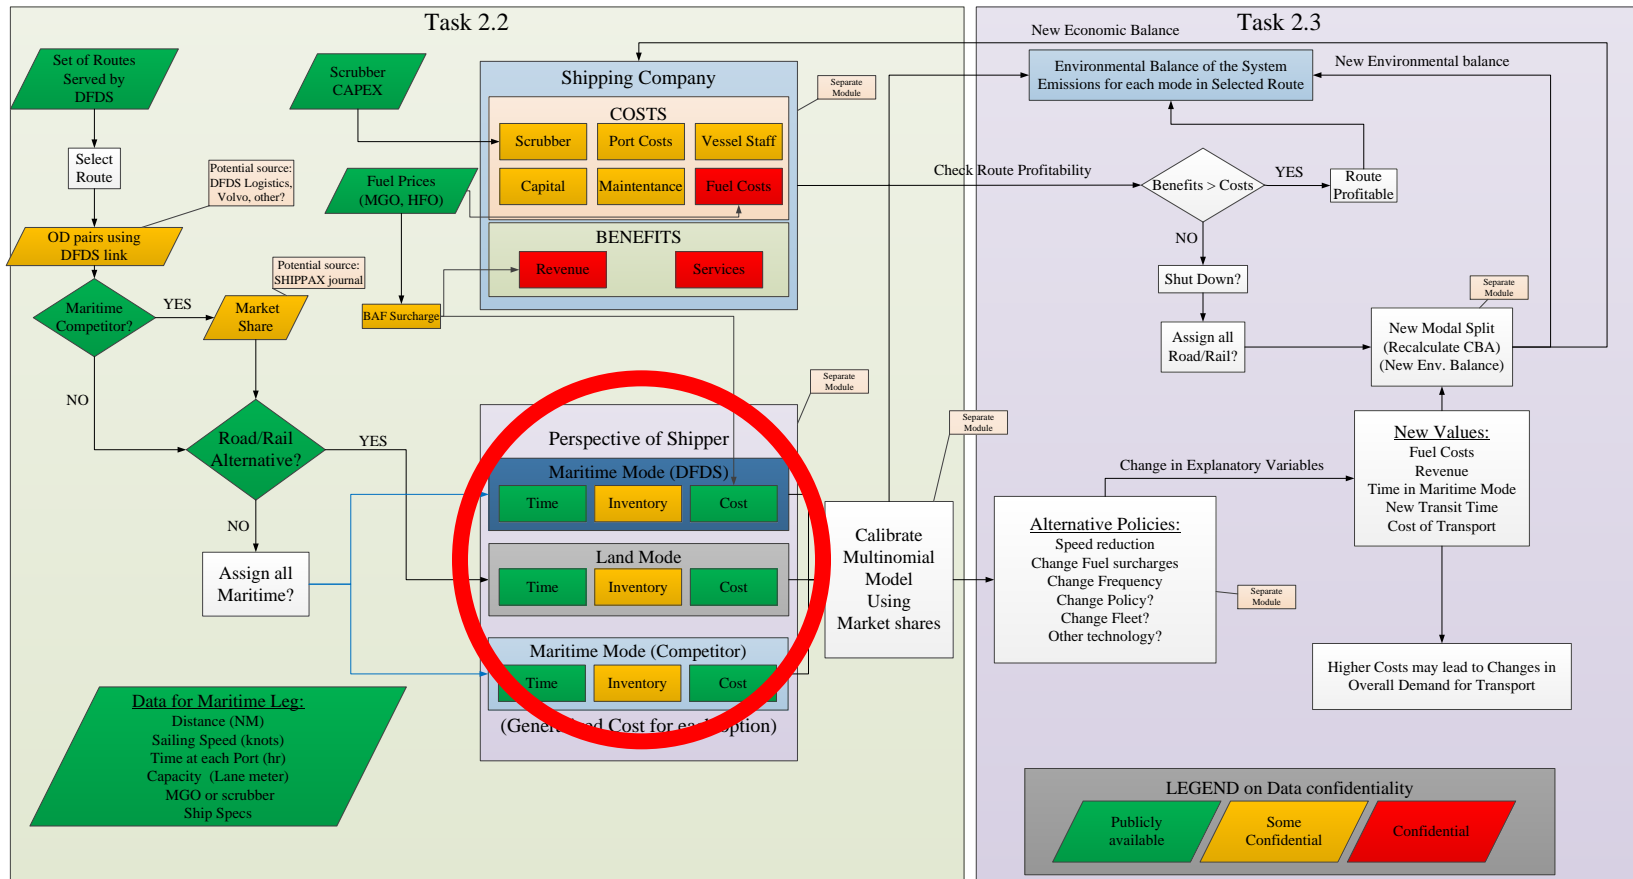 Task 2.2
Set of Routes
Served by
DFDS
Scrubber
CAPEX
Select
Route
Potential source:
DFDS Logistics,
Volvo, other?
OD pairs using
DFDS link
Potential source:
SHIPPAX journal
Maritime
Competitor?
YES
Market
Share
NO
Road/Rail
Alternative?
YES
NO
Assign all
Maritime?
Fuel Prices
(MGO, HFO)
BAF Surcharge
Shipping Company
Separate
Module
COSTS
Scrubber
Port Costs
Vessel Staff
Capital
Maintentance
Fuel Costs
BENEFITS
Revenue
Services
Separate
Module
Perspective of Shipper
Maritime Mode (DFDS)
Time
Inventory
Cost
Land Mode
Time
Inventory
Cost
Maritime Mode (Competitor)
Time
Inventory
Cost
Cost for each
Data for Maritime Leg:
Distance (NM)
Sailing Speed (knots)
Time at each Port (hr)
Capacity (Lane meter)
MGO or scrubber
Ship Specs
Separate
Module
Calibrate
Multinomial
Model
Using
Market shares
Task 2.3
New Economic Balance
Environmental Balance of the System
Emissions for each mode in Selected Route
New Environmental balance
Check Route Profitability
Benefits > Costs
YES
Route
Profitable
NO
Shut Down?
Assign all
Road/Rail?
Separate
Module
New Modal Split
(Recalculate CBA)
(New Env. Balance)
New Values:
Fuel Costs
Revenue
Time in Maritime Mode
New Transit Time
Cost of Transport
Change in Explanatory Variables
Alternative Policies:
Speed reduction
Change Fuel surcharges
Change Frequency
Change Policy?
Change Fleet?
Other technology?
Separate
Module
Higher Costs may lead to Changes in
Overall Demand for Transport
LEGEND on Data confidentiality
Publicly
available
Some
Confidential
Confidential